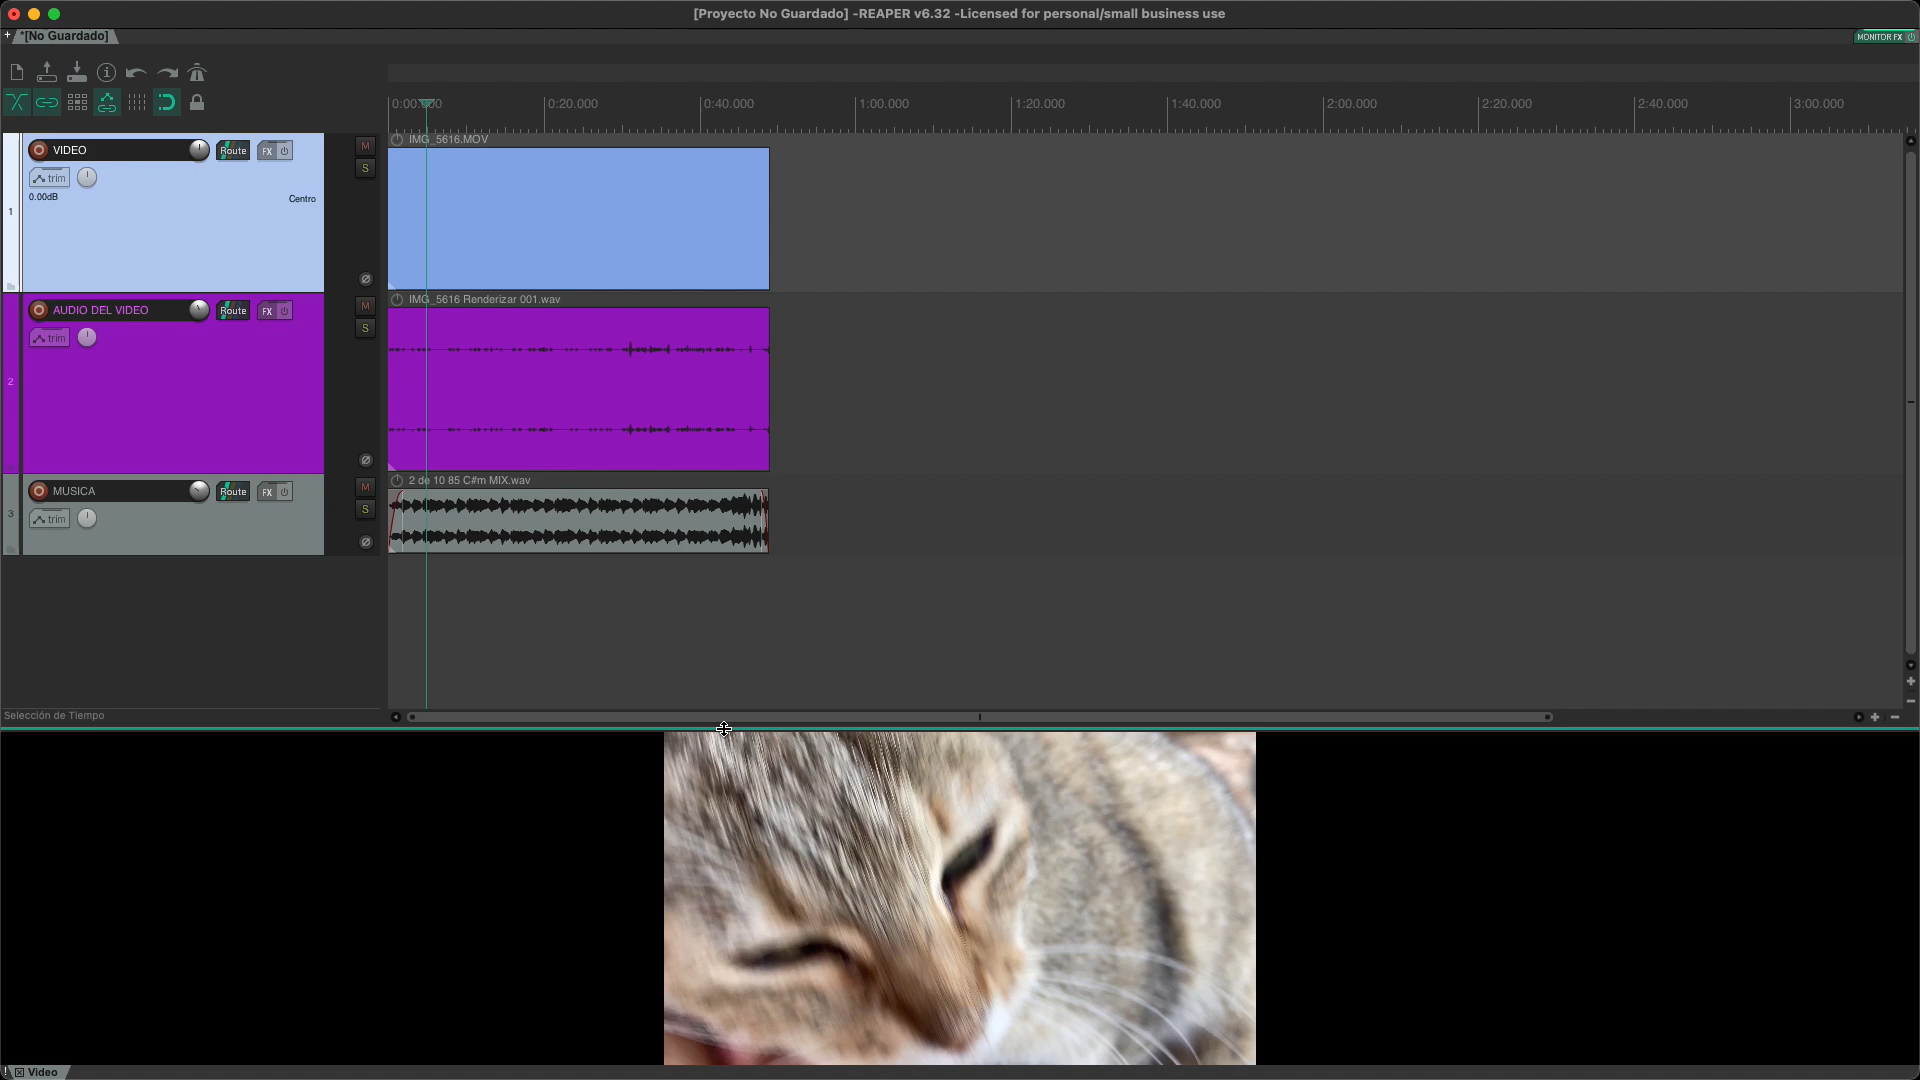 [Proyecto No Guardado] -REAPER v6.32 -Licensed for personal/small business use
+ *[No Guardado]
MONITOR FX
0:00.000 0:20.000 0:40.000 1:00.000 1:20.000 1:40.000 2:00.000 2:20.000 2:40.000 3:00.000
IMG_5616.MOV
1 VIDEO Route FX M
trim S
0.00dB Centro
IMG_5616 Renderizar 001.wav
2 AUDIO DEL VIDEO Route FX M
trim S
2 de 10 85 C#m MIX.wav
3 MUSICA Route FX M
trim S
Selección de Tiempo
! Video